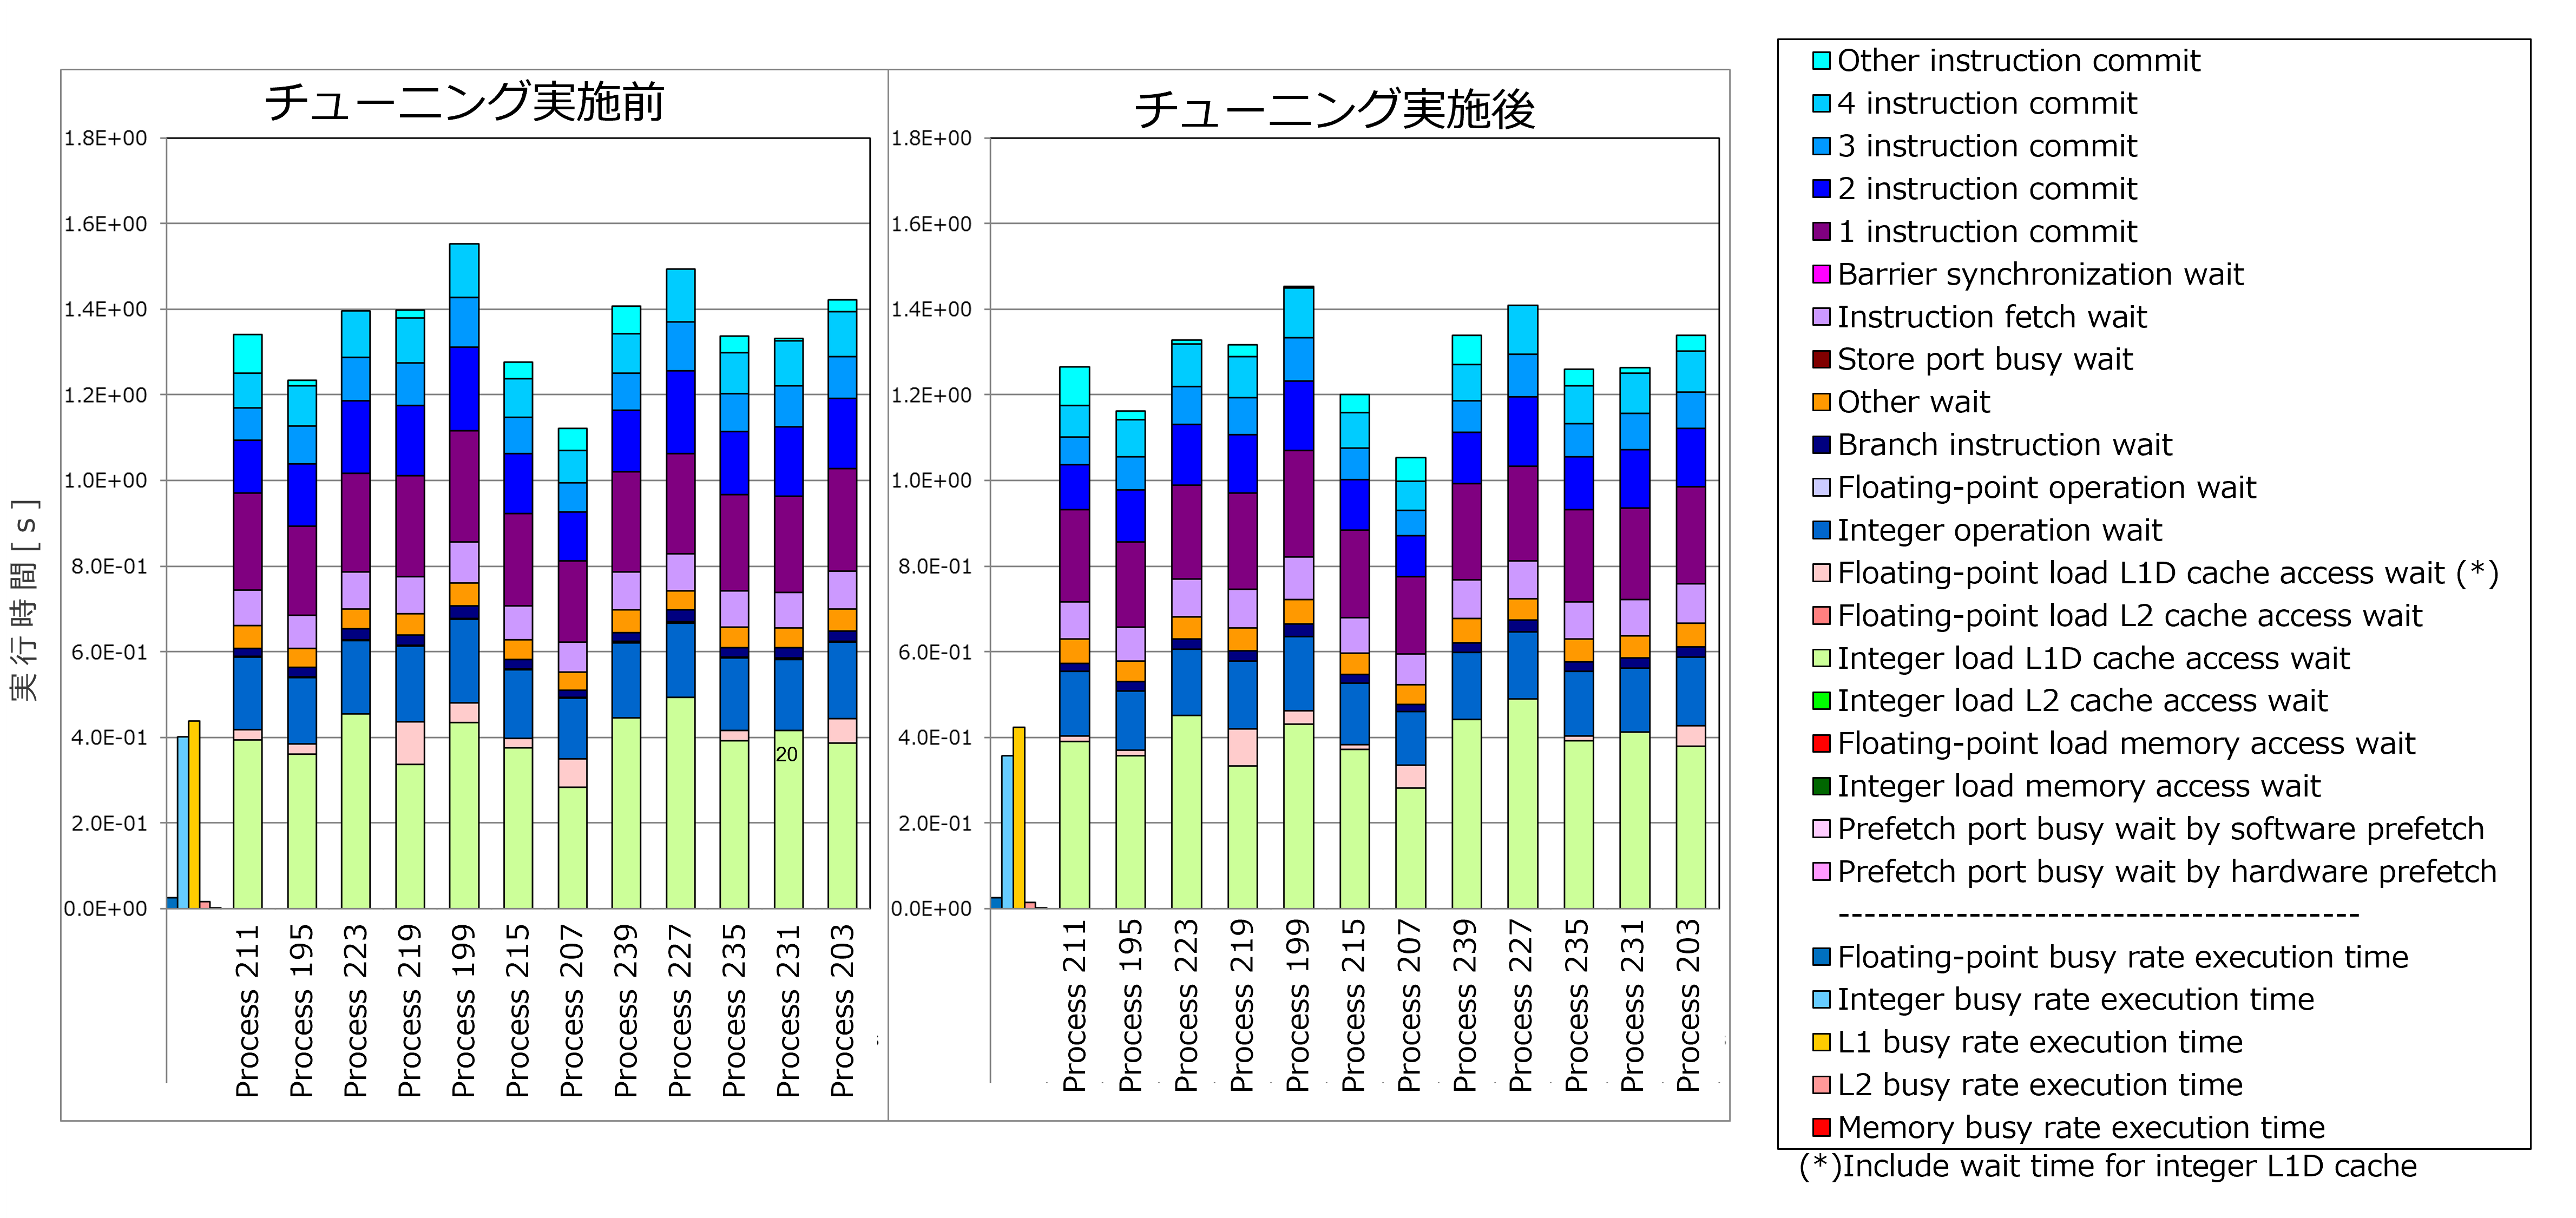 チューニング実施前
チューニング実施後
実行時間[s]
1.8E+00
1.6E+00
1.4E+00
1.2E+00
1.0E+00
8.0E-01
6.0E-01
4.0E-01
2.0E-01
0.0E+00
20
Process 211
Process 195
Process 223
Process 219
Process 199
Process 215
Process 207
Process 239
Process 227
Process 235
Process 231
Process 203
1.8E+00
1.6E+00
1.4E+00
1.2E+00
1.0E+00
8.0E-01
6.0E-01
4.0E-01
2.0E-01
0.0E+00
Process 211
Process 195
Process 223
Process 219
Process 199
Process 215
Process 207
Process 239
Process 227
Process 235
Process 231
Process 203
Other instruction commit
4 instruction commit
3 instruction commit
2 instruction commit
1 instruction commit
Barrier synchronization wait
Instruction fetch wait
Store port busy wait
Other wait
Branch instruction wait
Floating-point operation wait
Integer operation wait
Floating-point load L1D cache access wait (*)
Floating-point load L2 cache access wait
Integer load L1D cache access wait
Integer load L2 cache access wait
Floating-point load memory access wait
Integer load memory access wait
Prefetch port busy wait by software prefetch
Prefetch port busy wait by hardware prefetch
----------------------------------------
Floating-point busy rate execution time
Integer busy rate execution time
L1 busy rate execution time
L2 busy rate execution time
Memory busy rate execution time
(*)Include wait time for integer L1D cache